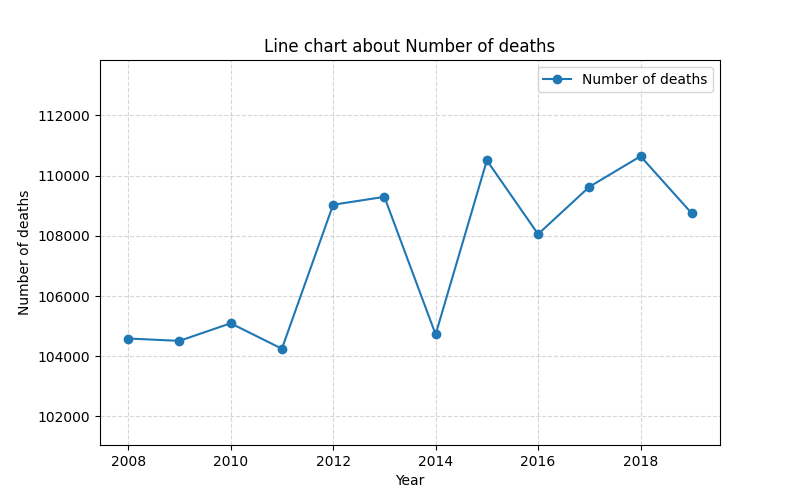 Line chart about Number of deaths
Number of deaths
112000
110000
108000
106000
104000
102000
Number of deaths
2008 2010 2012 2014 2016 2018
Year